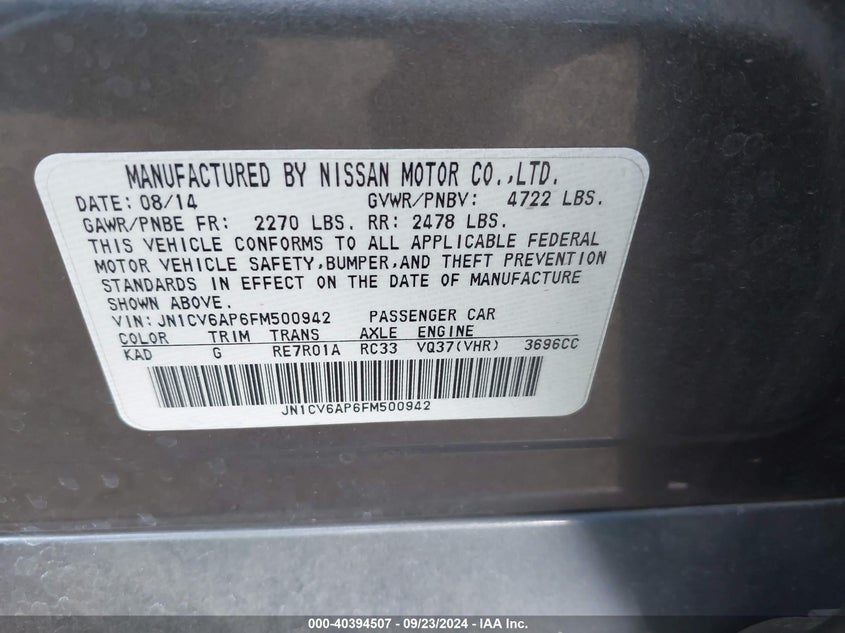 MANUFACTURED BY NISSAN MOTOR CO.,LTD.
DATE: 08/14 GVWR/PNBV: 4722 LBS.
GAWR/PNBE FR: 2270 LBS. RR: 2478 LBS.
THIS VEHICLE CONFORMS TO ALL APPLICABLE FEDERAL
MOTOR VEHICLE SAFETY,BUMPER,AND THEFT PREVENTION
STANDARDS IN EFFECT ON THE DATE OF MANUFACTURE
SHOWN ABOVE.
VIN: JN1CV6AP6FM500942 PASSENGER CAR
COLOR TRIM TRANS AXLE ENGINE
KAD G RE7R01A RC33 VQ37(VHR) 3696CC
JN1CV6AP6FM500942
000-40394507 - 09/23/2024 - IAA Inc.